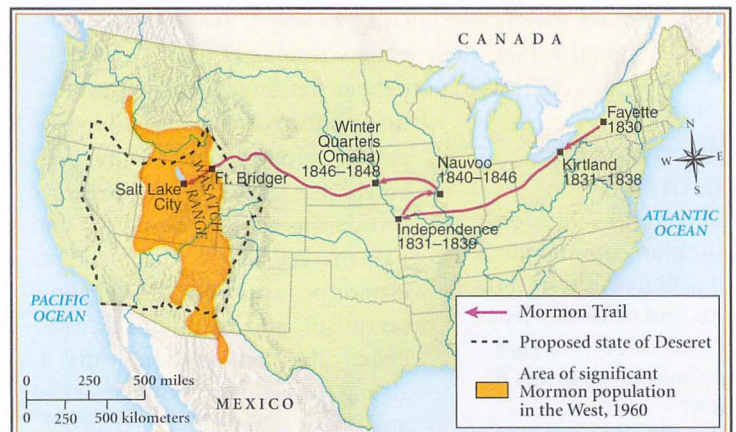 CANADA
Fayette
1830
N
W
E
S
Winter
Quarters
(Omaha)
1846–1848
Nauvoo
1840–1846
Kirtland
1831–1838
Ft. Bridger
Salt Lake
City
WASATCH
RANGE
Independence
1831–1839
ATLANTIC
OCEAN
PACIFIC
OCEAN
Mormon Trail
Proposed state of Deseret
Area of significant
Mormon population
in the West, 1960
0 250 500 miles
0 250 500 kilometers
MEXICO